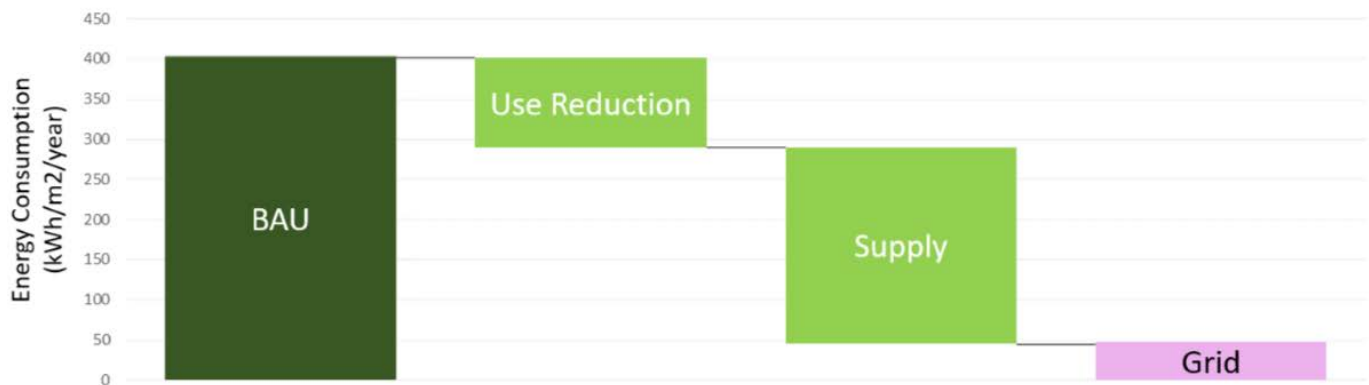 Energy Consumption
(kWh/m2/year)
450
400
350
300
250
200
150
100
50
0
BAU
Use Reduction
Supply
Grid